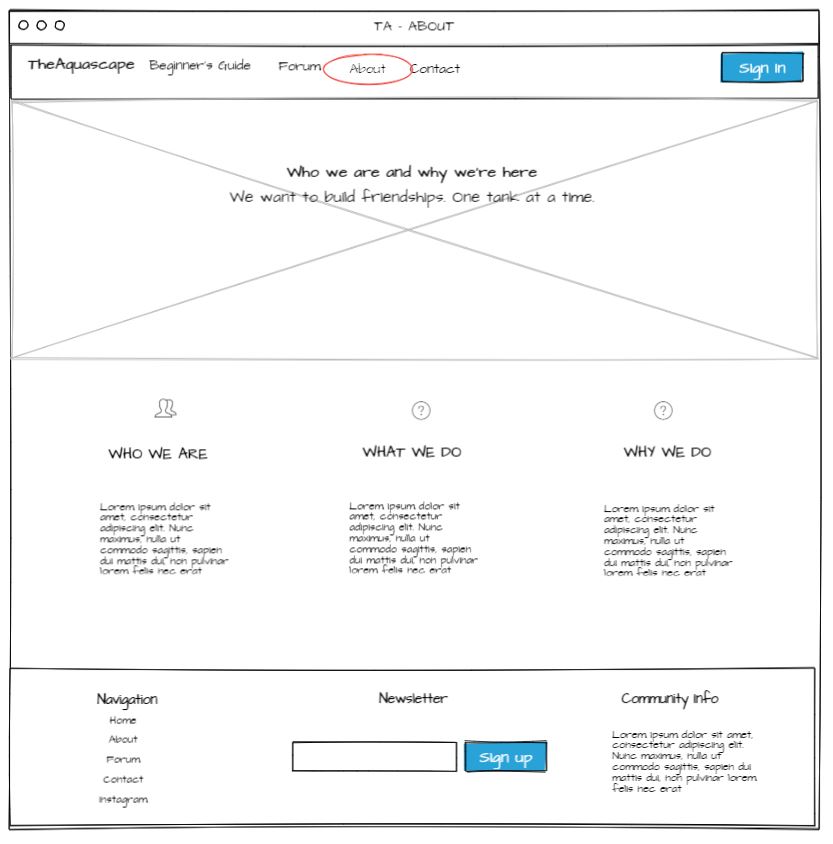 TA - ABOUT
TheAquascape Beginner's Guide Forum About Contact Sign In
Who we are and why we're here
We want to build friendships. One tank at a time.
? ?
WHO WE ARE WHAT WE DO WHY WE DO
Lorem ipsum dolor sit
amet, consectetur
adipiscing elit. Nunc
maximus, nulla ut
commodo sagittis, sapien
dui mattis dui, non pulvinar
lorem felis nec erat
Lorem ipsum dolor sit
amet, consectetur
adipiscing elit. Nunc
maximus, nulla ut
commodo sagittis, sapien
dui mattis dui, non pulvinar
lorem felis nec erat
Lorem ipsum dolor sit
amet, consectetur
adipiscing elit. Nunc
maximus, nulla ut
commodo sagittis, sapien
dui mattis dui, non pulvinar
lorem felis nec erat
Navigation
Home
About
Forum
Contact
Instagram
Newsletter
Sign up
Community Info
Lorem ipsum dolor sit amet,
consectetur adipiscing elit.
Nunc maximus, nulla ut
commodo sagittis, sapien dui
mattis dui, non pulvinar lorem
felis nec erat